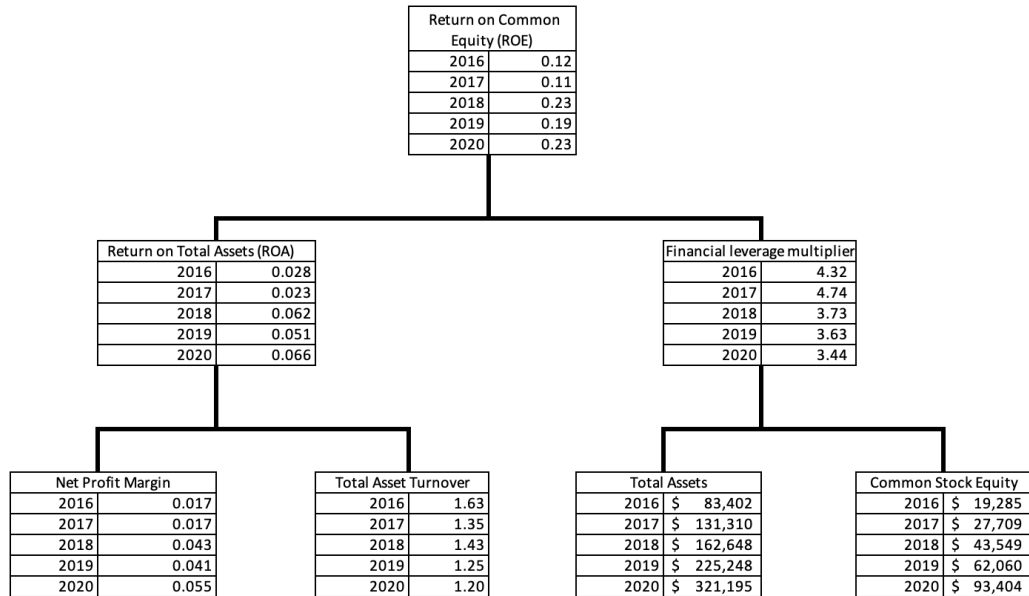 Return on Common
Equity (ROE)
2016 0.12
2017 0.11
2018 0.23
2019 0.19
2020 0.23
Return on Total Assets (ROA)
2016 0.028
2017 0.023
2018 0.062
2019 0.051
2020 0.066
Financial leverage multiplier
2016 4.32
2017 4.74
2018 3.73
2019 3.63
2020 3.44
Net Profit Margin
2016 0.017
2017 0.017
2018 0.043
2019 0.041
2020 0.055
Total Asset Turnover
2016 1.63
2017 1.35
2018 1.43
2019 1.25
2020 1.20
Total Assets
2016 $ 83,402
2017 $ 131,310
2018 $ 162,648
2019 $ 225,248
2020 $ 321,195
Common Stock Equity
2016 $ 19,285
2017 $ 27,709
2018 $ 43,549
2019 $ 62,060
2020 $ 93,404